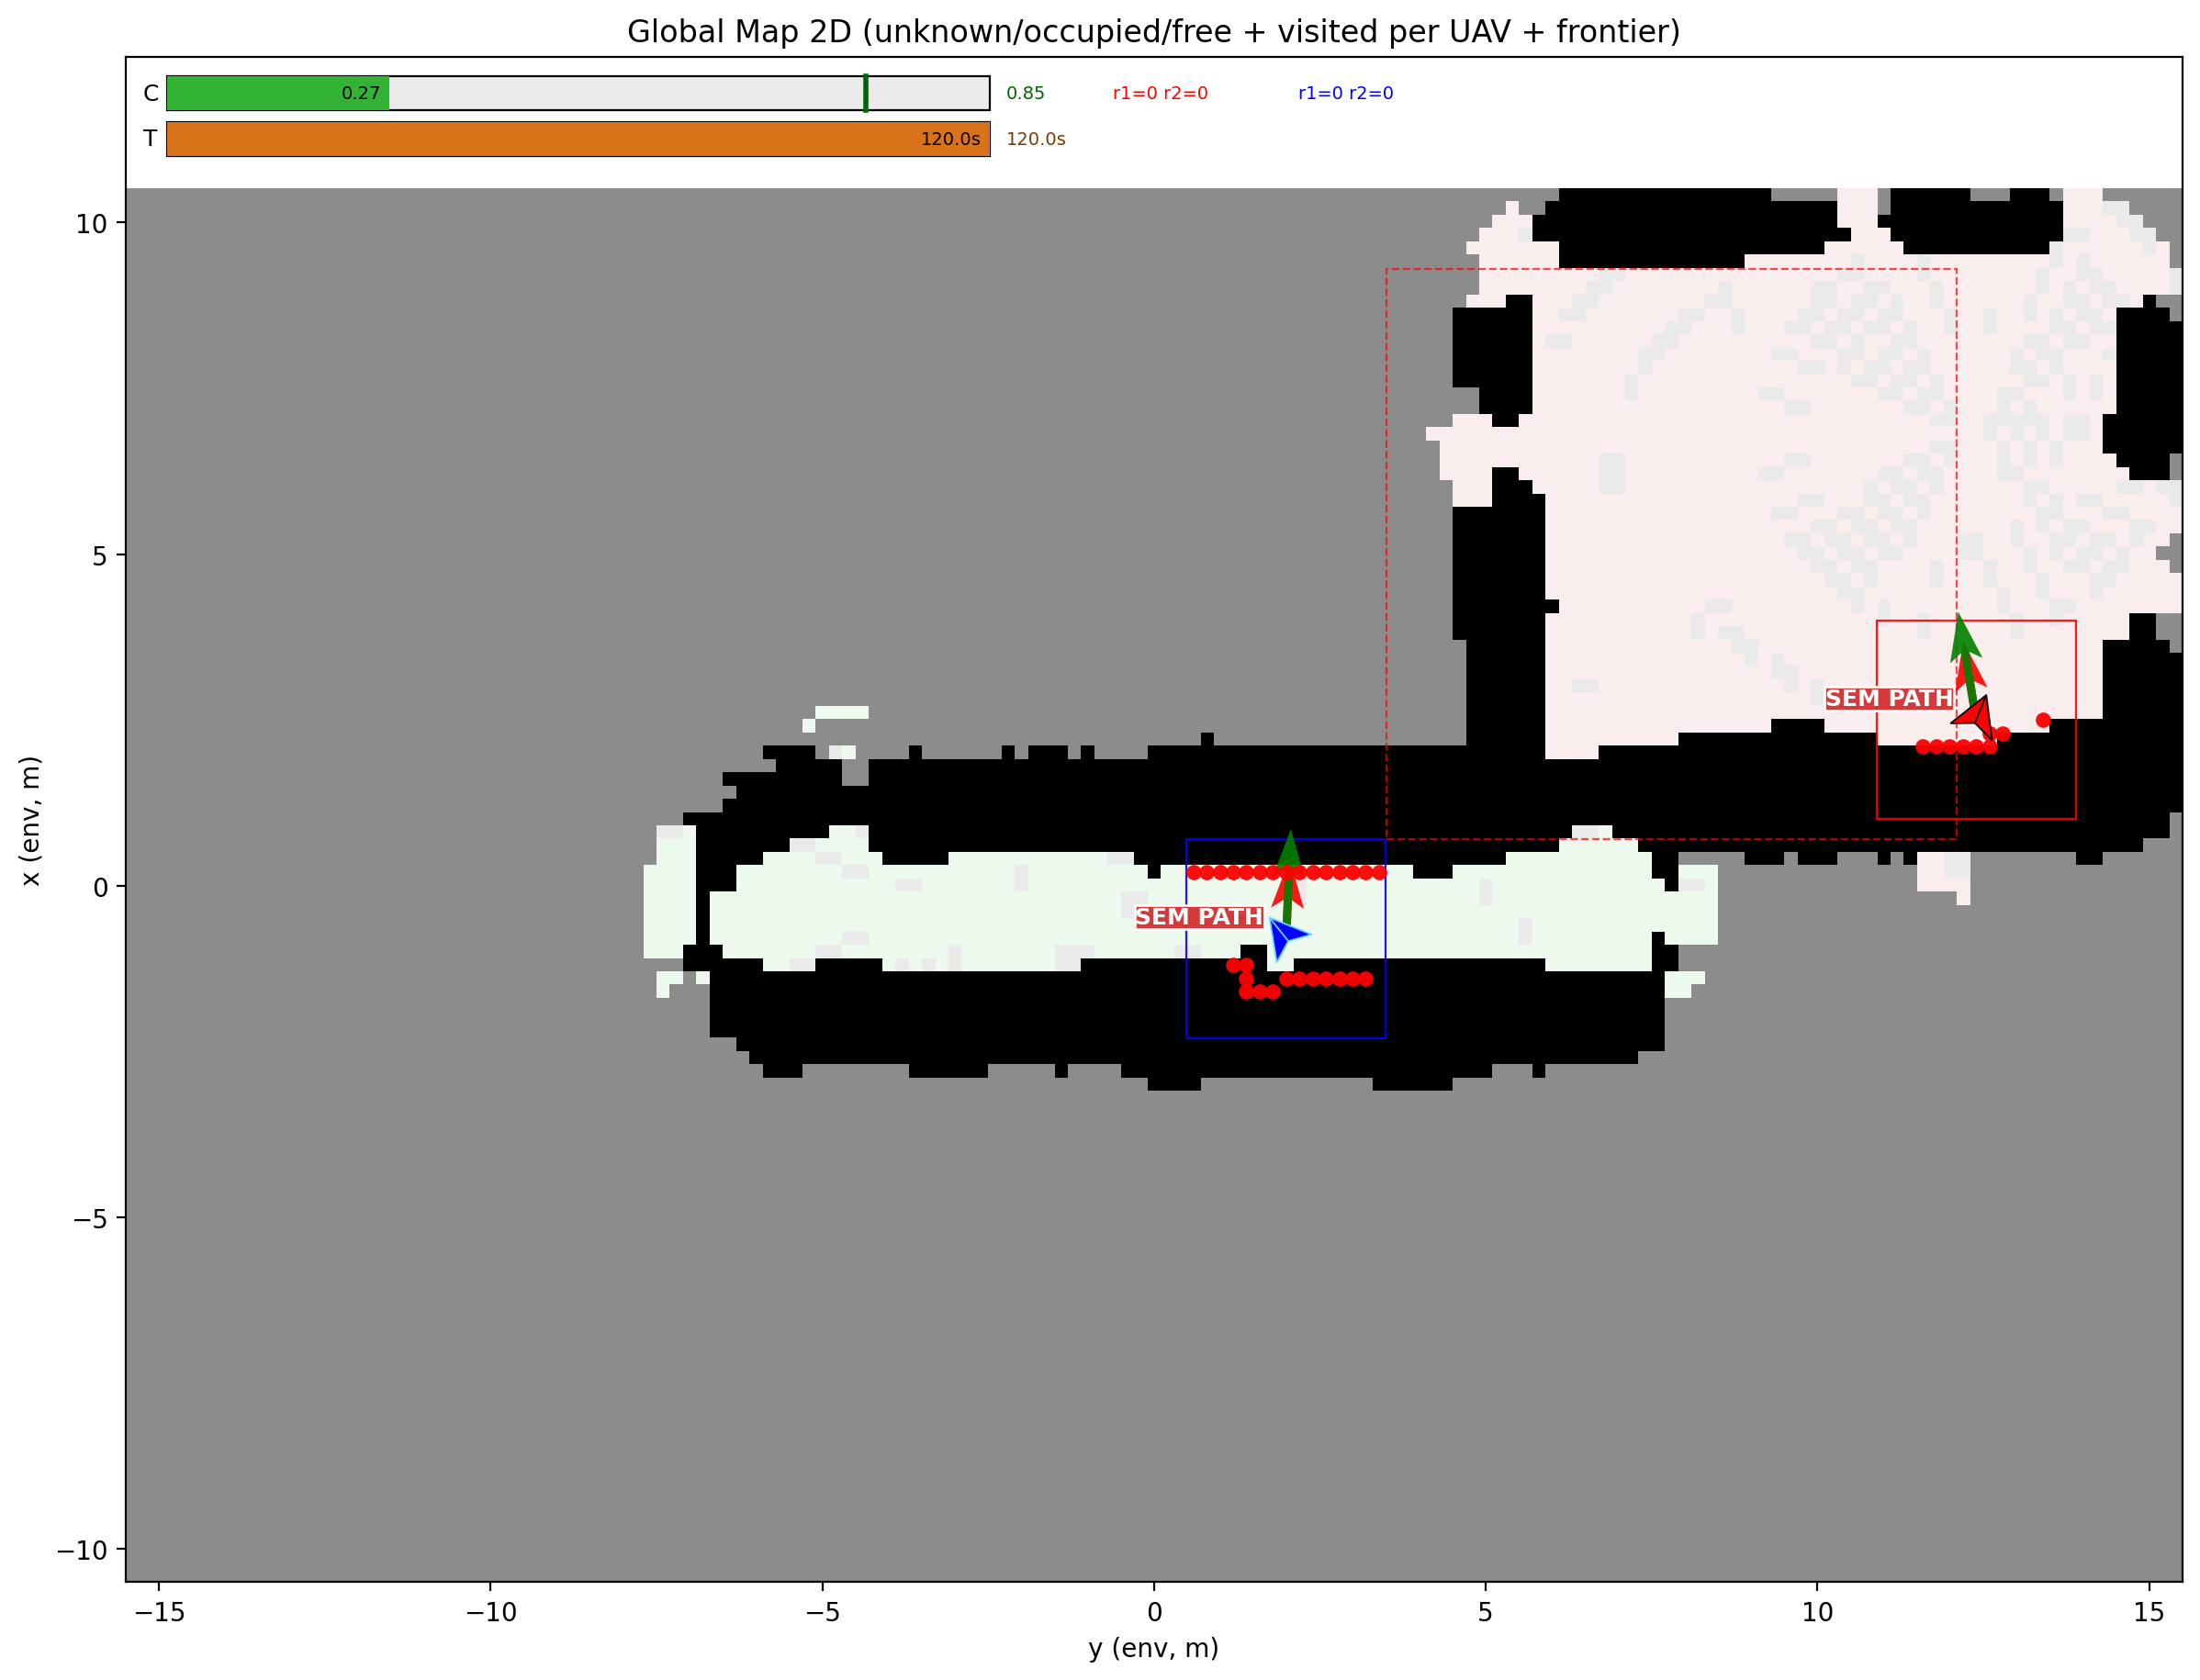 Global Map 2D (unknown/occupied/free + visited per UAV + frontier)
C 0.27 0.85 r1=0 r2=0 r1=0 r2=0
T 120.0s 120.0s
10
5
0
−5
−10
x (env, m)
SEM PATH
SEM PATH
−15 −10 −5 0 5 10 15
y (env, m)